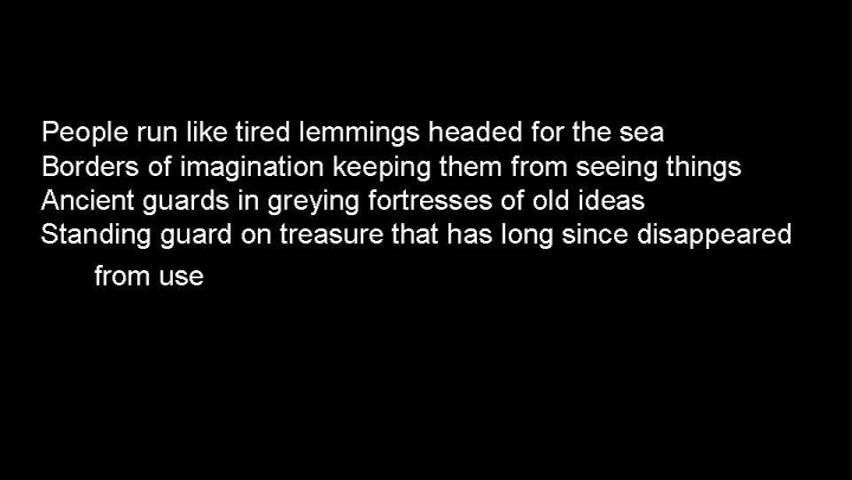 People run like tired lemmings headed for the sea
Borders of imagination keeping them from seeing things
Ancient guards in greying fortresses of old ideas
Standing guard on treasure that has long since disappeared
from use